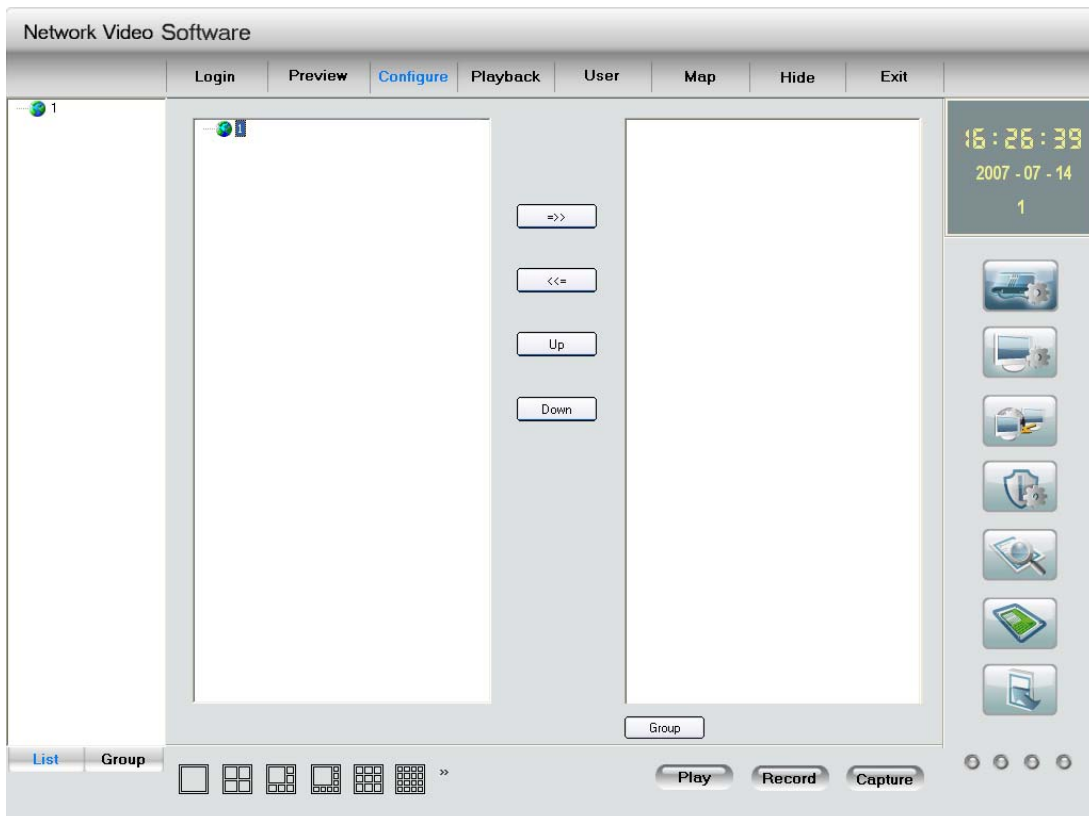 Network Video Software
Login Preview Configure Playback User Map Hide Exit
1
1
16:26:39
2007 - 07 - 14
1
=>>
<<=
Up
Down
Group
List Group
»
Play Record Capture